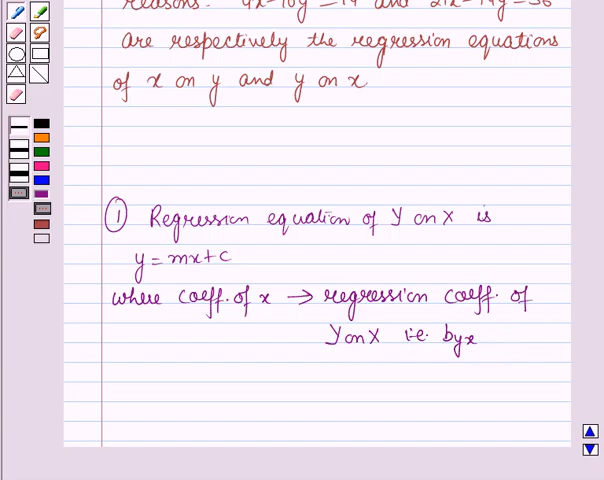 reasons.
are respectively the regression equations
of x on y and y on x
① Regression equation of Y on X is
y = mx+c
where coeff. of x → regression coeff. of
Y on X i.e. byx